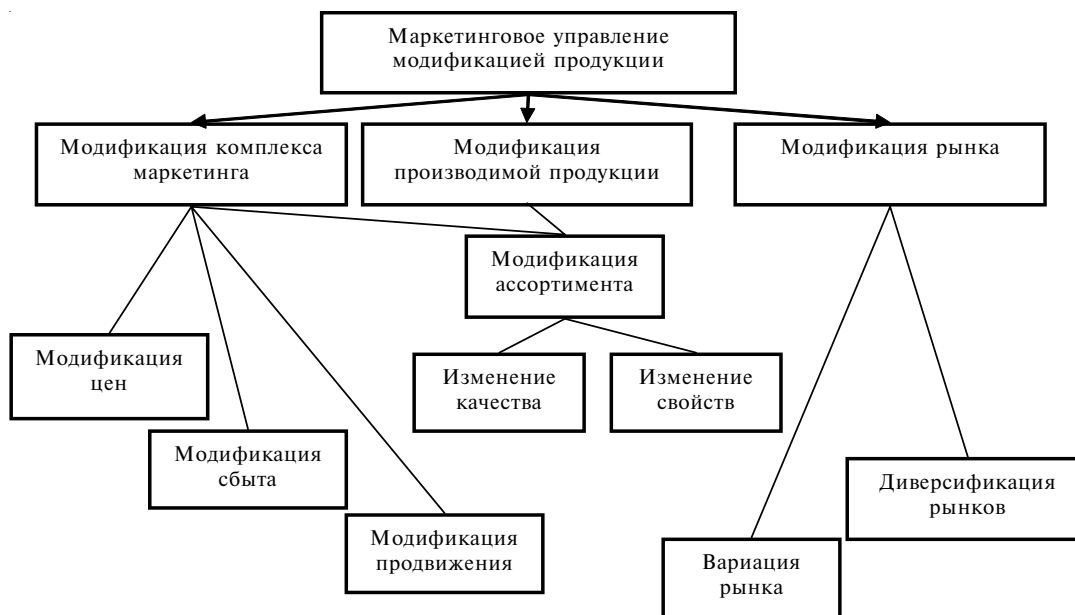 Маркетинговое управление
модификацией продукции
Модификация комплекса
маркетинга
Модификация
производимой продукции
Модификация рынка
Модификация
ассортимента
Модификация
цен
Изменение
качества
Изменение
свойств
Модификация
сбыта
Диверсификация
рынков
Модификация
продвижения
Вариация
рынка